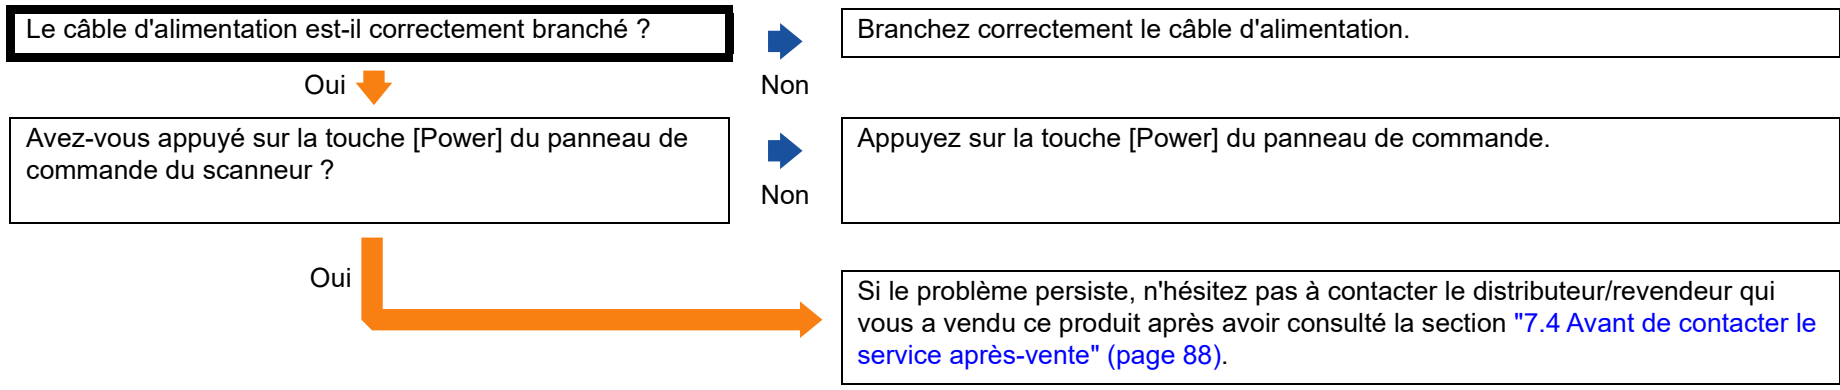 Le câble d'alimentation est-il correctement branché ?
Branchez correctement le câble d'alimentation.
Oui
Non
Avez-vous appuyé sur la touche [Power] du panneau de
commande du scanneur ?
Appuyez sur la touche [Power] du panneau de commande.
Non
Oui
Si le problème persiste, n'hésitez pas à contacter le distributeur/revendeur qui
vous a vendu ce produit après avoir consulté la section "7.4 Avant de contacter le
service après-vente" (page 88).